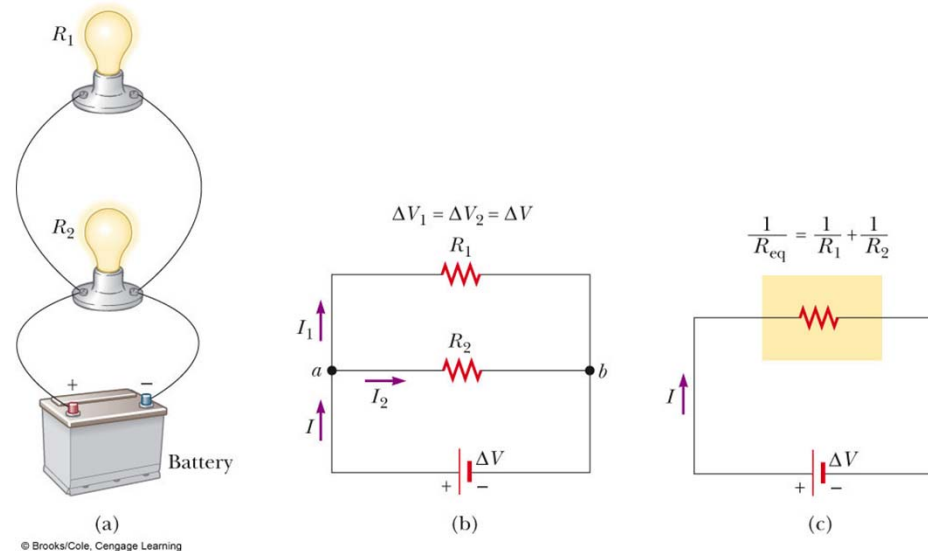 R₁
R₂
+ −
Battery
(a)
© Brooks/Cole, Cengage Learning
ΔV₁ = ΔV₂ = ΔV
R₁
I₁
R₂
a b
I₂
I
ΔV
+ −
(b)
1/R_eq = 1/R₁ + 1/R₂
I
ΔV
+ −
(c)